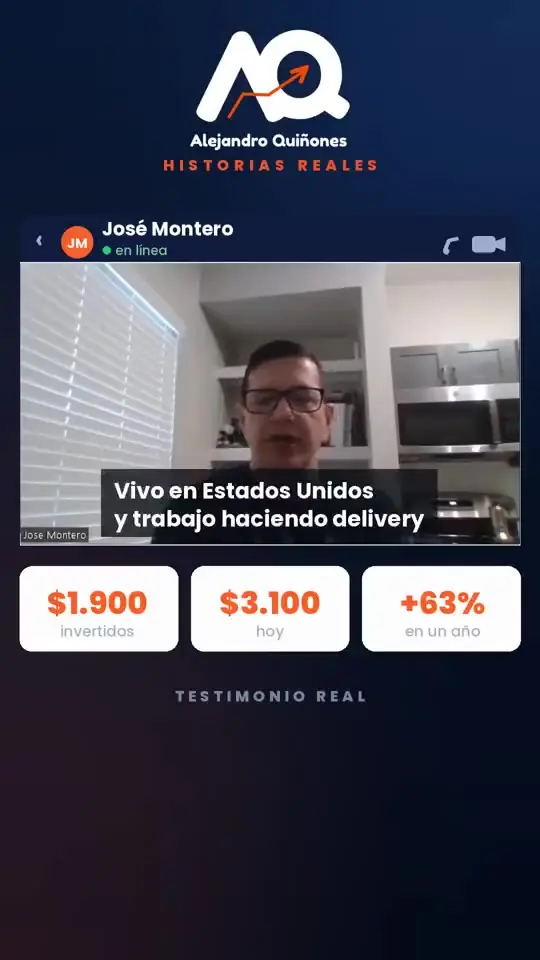 AQ
Alejandro Quiñones
HISTORIAS REALES
JM
José Montero
en línea
Vivo en Estados Unidos
y trabajo haciendo delivery
Jose Montero
$1.900
invertidos
$3.100
hoy
+63%
en un año
TESTIMONIO REAL